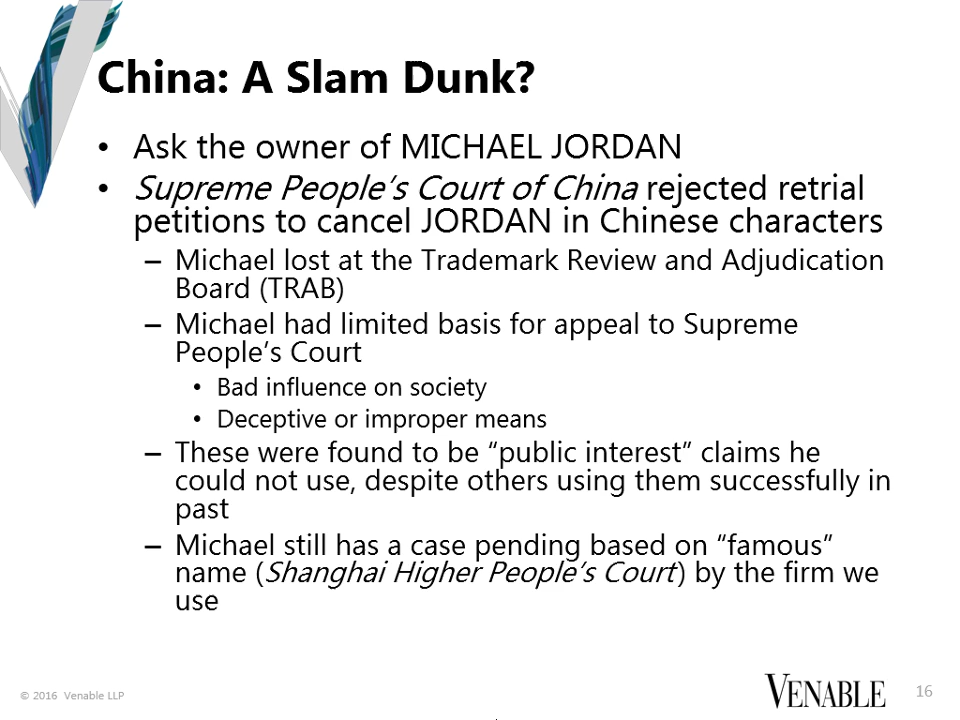 China: A Slam Dunk?
• Ask the owner of MICHAEL JORDAN
• Supreme People's Court of China rejected retrial
petitions to cancel JORDAN in Chinese characters
– Michael lost at the Trademark Review and Adjudication
Board (TRAB)
– Michael had limited basis for appeal to Supreme
People's Court
• Bad influence on society
• Deceptive or improper means
– These were found to be “public interest” claims he
could not use, despite others using them successfully in
past
– Michael still has a case pending based on “famous”
name (Shanghai Higher People's Court) by the firm we
use
© 2016 Venable LLP
VENABLE
16